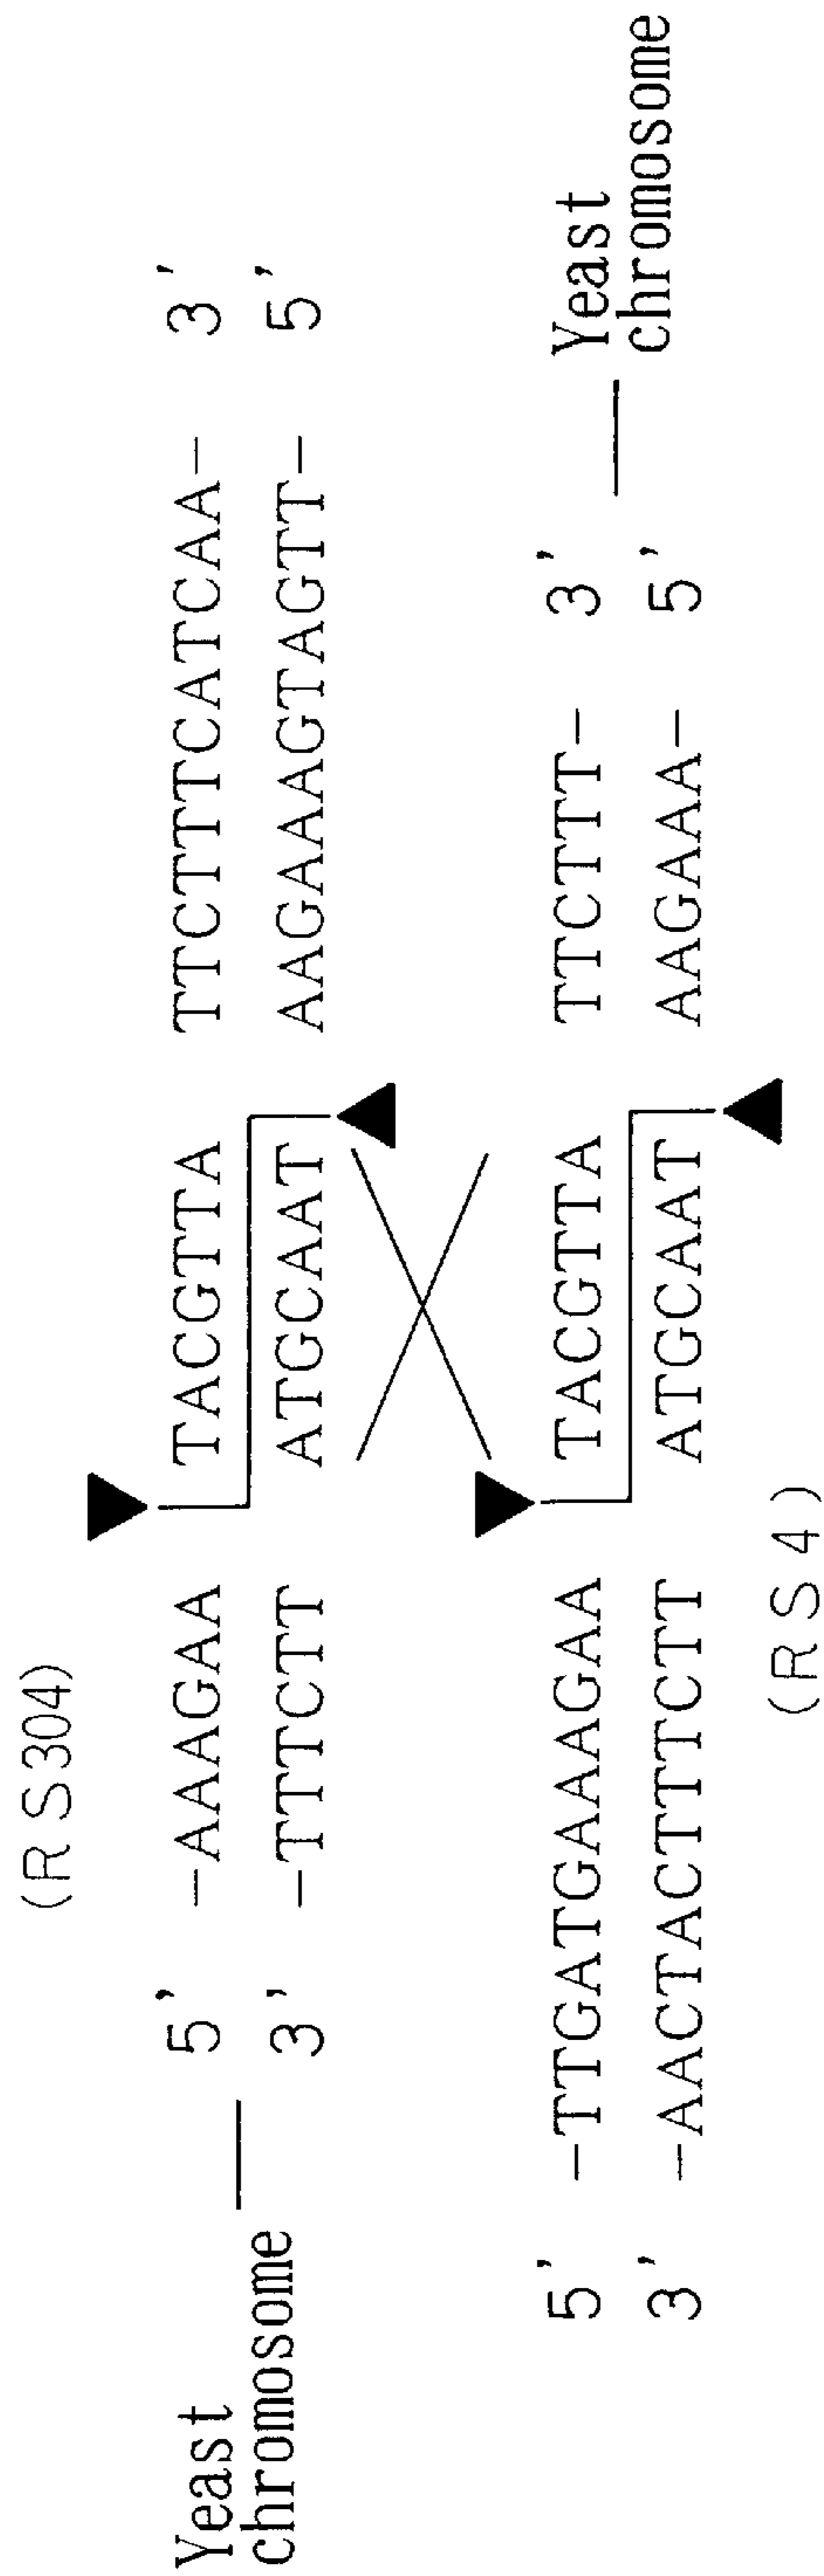 (RS304)
5' -AAAGAA TACGTTA TTCTTTCATCAA- 3'
3' -TTTCTT ATGCAAT AAGAAAGTAGTT- 5'
Yeast
chromosome
5' -TTGATGAAAGAA TACGTTA TTCTTT- 3'
3' -AACTACTTTCTT ATGCAAT AAGAAA- 5'
Yeast
chromosome
(RS4)